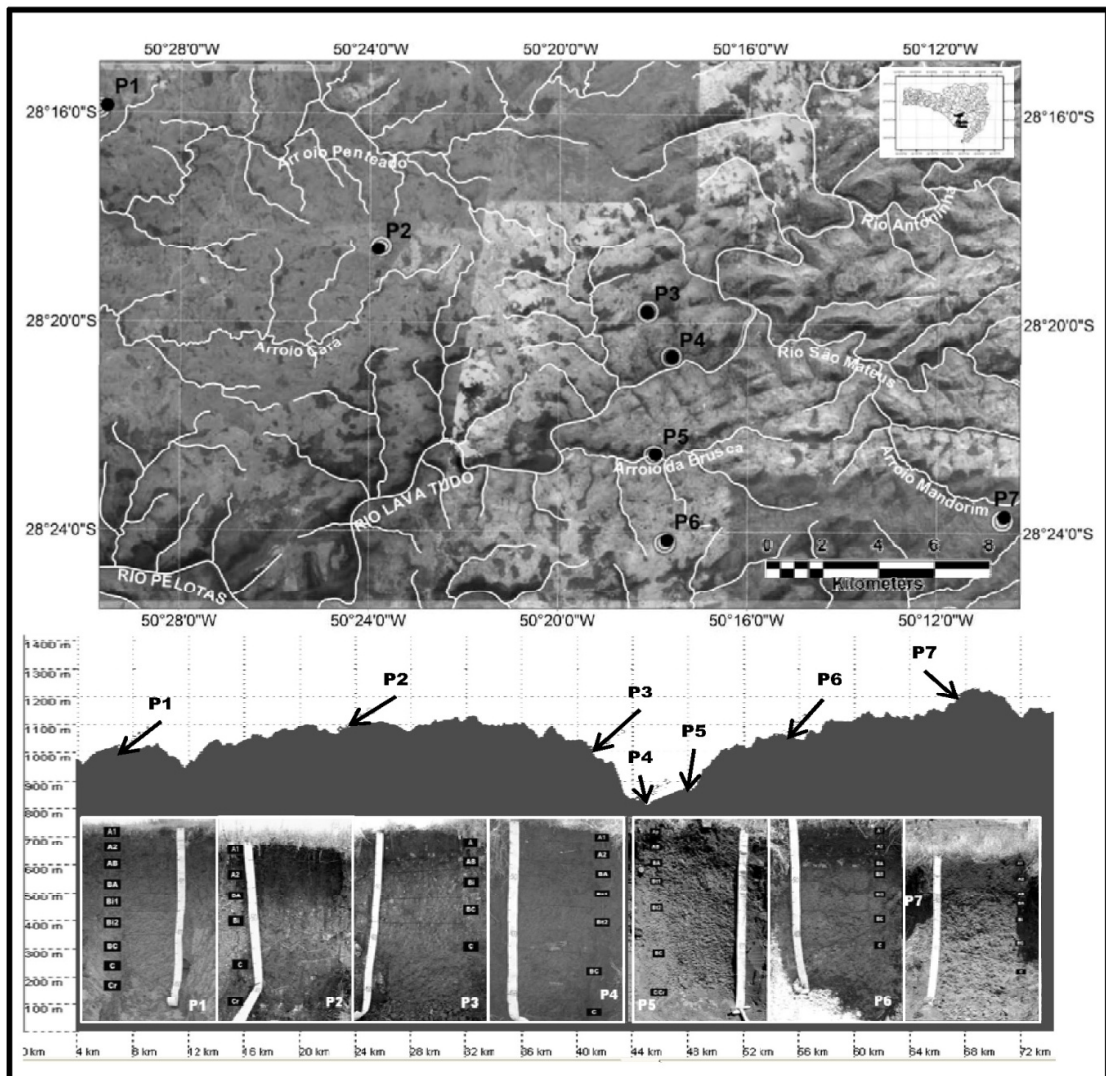 50°28'0"W 50°24'0"W 50°20'0"W 50°16'0"W 50°12'0"W
P1
28°16'0"S 28°16'0"S
Arroio Penteado
Rio Antoninha
P2
P3
28°20'0"S 28°20'0"S
Arroio Cará
P4
Rio São Mateus
P5
Arroio da Brusca
RIO LAVA TUDO
Arroio Mandorim
P7
28°24'0"S 28°24'0"S
P6
0 2 4 6 8
Kilometers
RIO PELOTAS
50°28'0"W 50°24'0"W 50°20'0"W 50°16'0"W 50°12'0"W
1400 m
1300 m
1200 m
1100 m
1000 m
900 m
800 m
700 m
600 m
500 m
400 m
300 m
200 m
100 m
P1
P2
P3
P4
P5
P6
P7
A1
A2
AB
BA
Bi1
Bi2
BC
C
Cr
P1
A1
A2
BA
Bi
C
Cr
P2
A
AB
Bi
BC
C
P3
A1
A2
BA
Bi2
BC
C
P4
P5
P6
P7
0 km 4 km 8 km 12 km 16 km 20 km 24 km 28 km 32 km 36 km 40 km 44 km 48 km 52 km 56 km 60 km 64 km 68 km 72 km